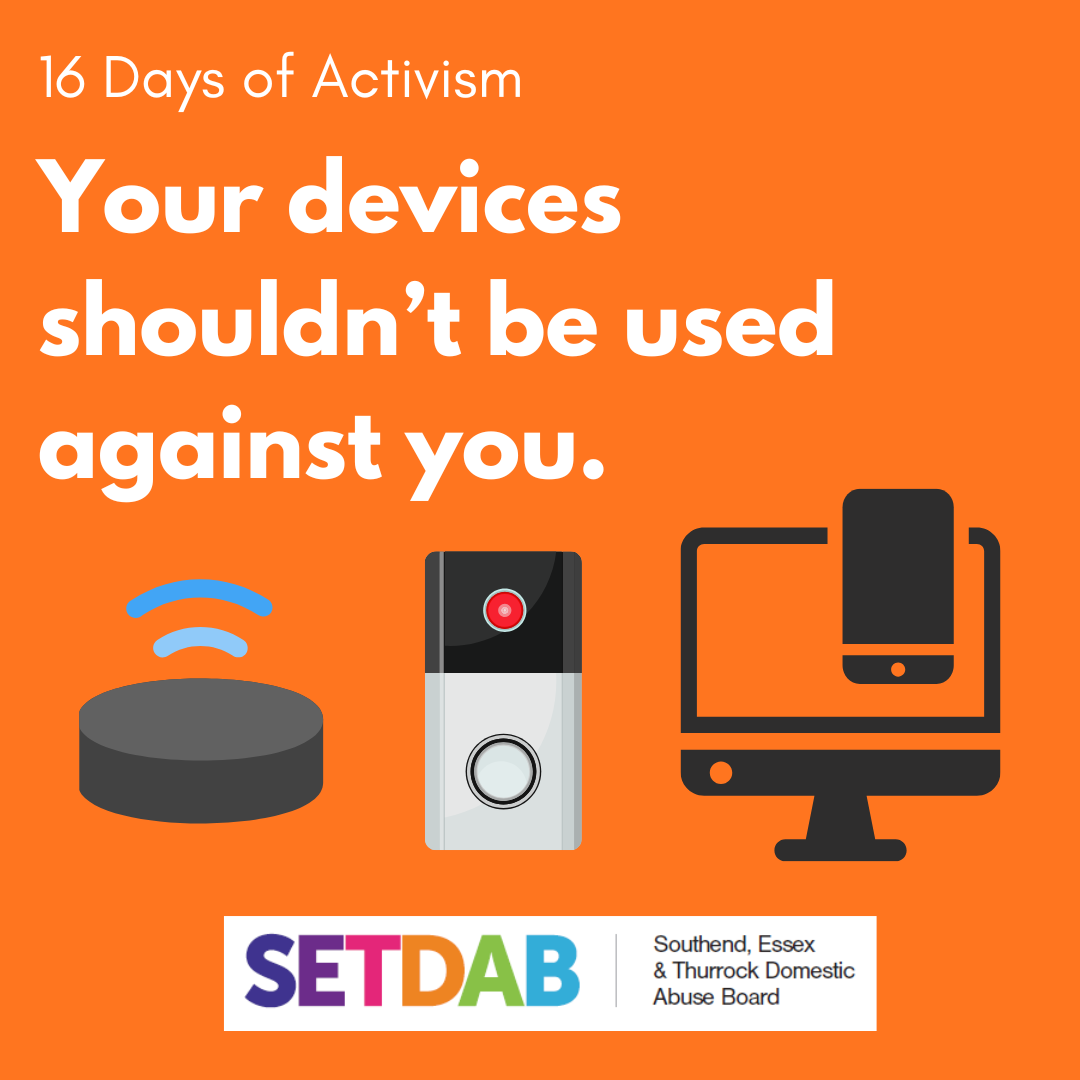 16 Days of Activism
Your devices
shouldn’t be used
against you.
SETDAB
Southend, Essex
& Thurrock Domestic
Abuse Board